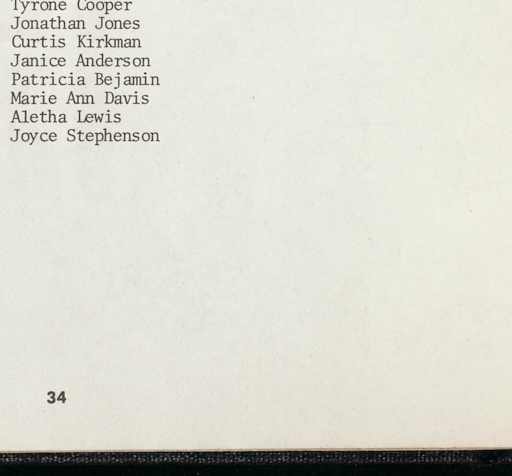 Tyrone Cooper
Jonathan Jones
Curtis Kirkman
Janice Anderson
Patricia Bejamin
Marie Ann Davis
Aletha Lewis
Joyce Stephenson
34